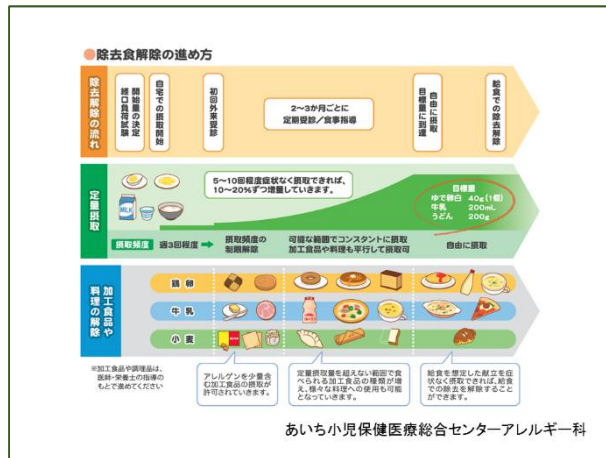 ●除去食解除の進め方
除去解除の流れ
経口負荷試験
開始量の決定
自宅での摂取開始
初回外来受診
2〜3か月ごとに
定期受診／食事指導
目標量に到達
自由に摂取
給食での除去解除
定量摂取
MILK
5〜10回程度症状なく摂取できれば、
10〜20%ずつ増量していきます。
目標量
ゆで卵白 40g(1個)
牛乳 200mL
うどん 200g
摂取頻度 週3回程度
摂取頻度の
制限解除
可能な範囲でコンスタントに摂取
加工食品や料理も平行して摂取可
自由に摂取
加工食品や
料理の解除
鶏卵
牛乳
小麦
※加工食品や調理品は、
医師・栄養士の指導の
もとで進めてください
アレルゲンを少量含
む加工食品の摂取が
許可されていきます。
定量摂取量を超えない範囲で食
べられる加工食品の種類が増
え、様々な料理への使用も可能
となっていきます。
給食を想定した献立を症
状なく摂取できれば、給食
での除去を解除すること
ができます。
あいち小児保健医療総合センターアレルギー科